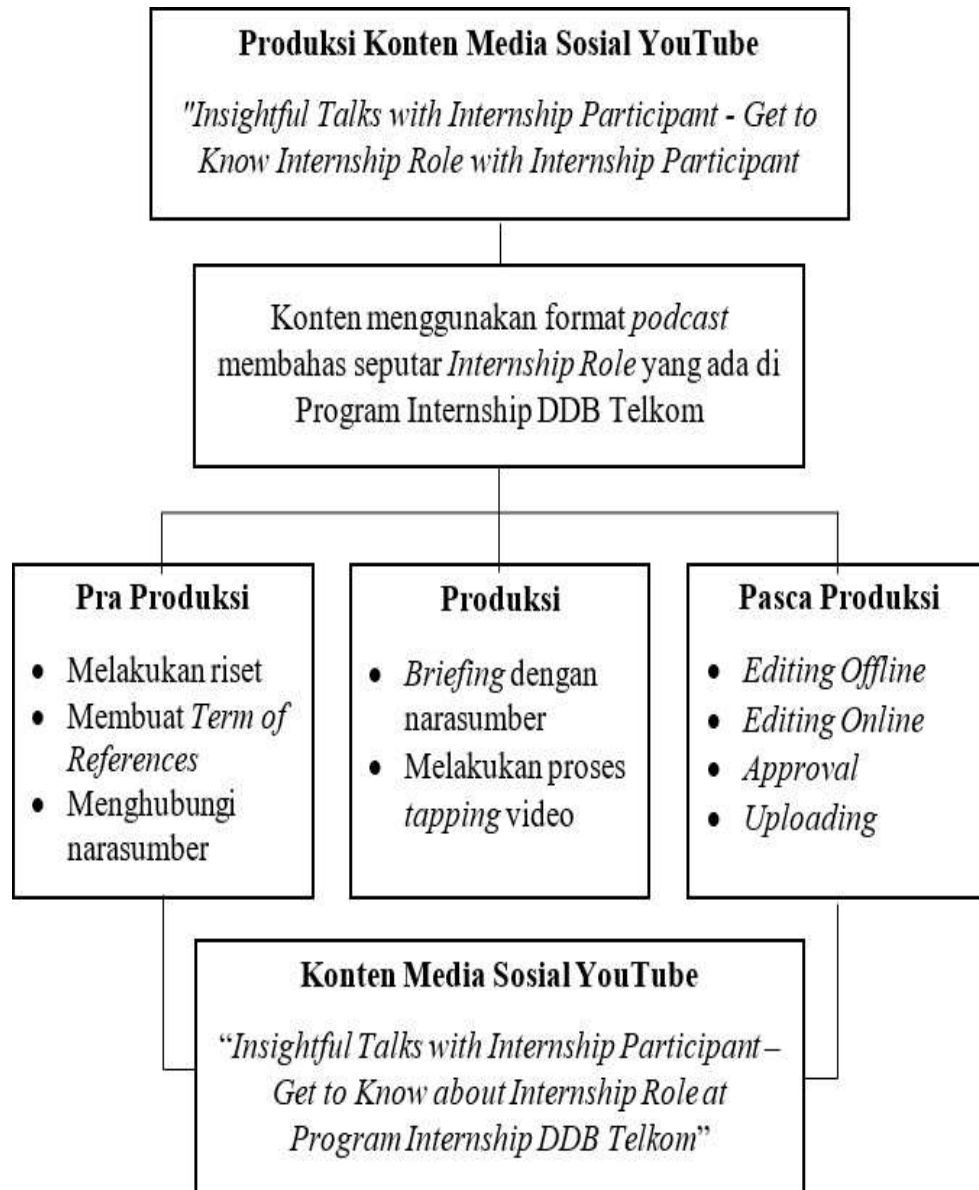 Produksi Konten Media Sosial YouTube
"Insightful Talks with Internship Participant - Get to
Know Internship Role with Internship Participant
Konten menggunakan format podcast
membahas seputar Internship Role yang ada di
Program Internship DDB Telkom
Pra Produksi
• Melakukan riset
• Membuat Term of
References
• Menghubungi
narasumber
Produksi
• Briefing dengan
narasumber
• Melakukan proses
tapping video
Pasca Produksi
• Editing Offline
• Editing Online
• Approval
• Uploading
Konten Media Sosial YouTube
“Insightful Talks with Internship Participant –
Get to Know about Internship Role at
Program Internship DDB Telkom”